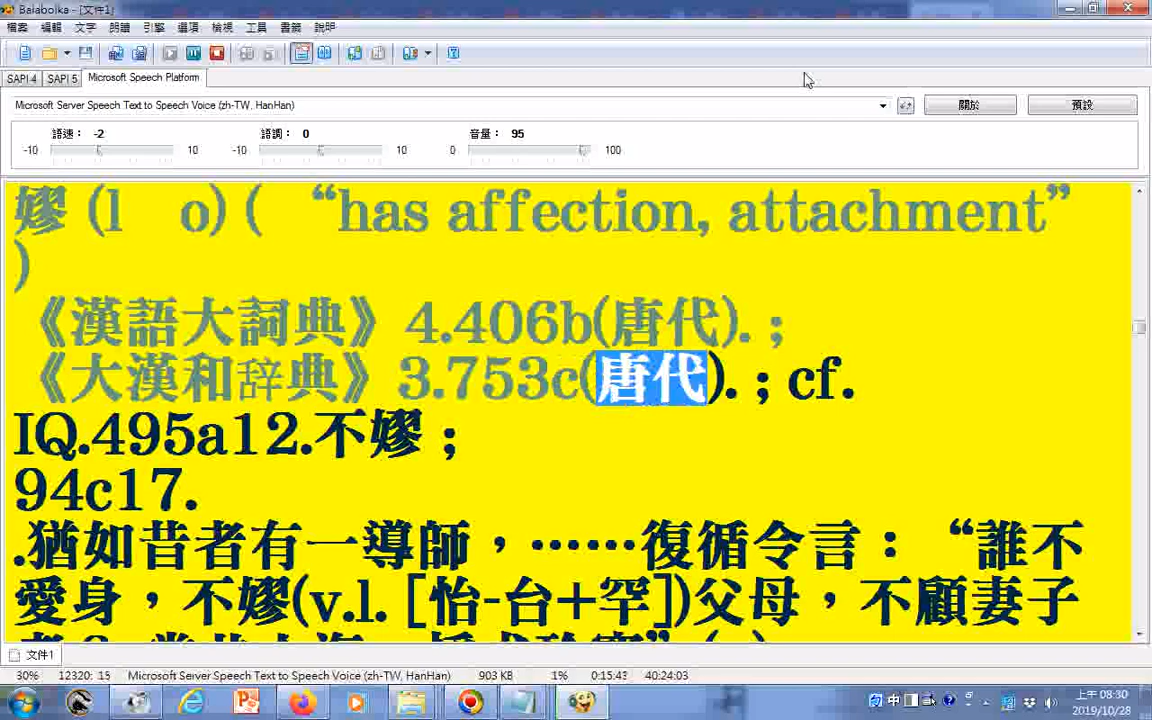 Balabolka - [文件1]
檔案 編輯 文字 朗讀 引擎 選項 檢視 工具 書籤 說明
SAPI 4 SAPI 5 Microsoft Speech Platform
Microsoft Server Speech Text to Speech Voice (zh-TW, HanHan) 關於 預設
語速： -2 語調： 0 音量： 95
-10 10 -10 10 0 100
嫪 (l o) ( “has affection, attachment”
)
《漢語大詞典》 4.406b(唐代).；
《大漢和辞典》 3.753c(唐代).；cf.
IQ.495a12.不嫪；
94c17.
.猶如昔者有一導師，……復循令言：“誰不
愛身，不嫪(v.l. [怡-台+罕])父母，不顧妻子
文件1
30% 12320: 15 Microsoft Server Speech Text to Speech Voice (zh-TW, HanHan) 903 KB 1% 0:15:43 40:24:03
中 上午 08:30
2019/10/28